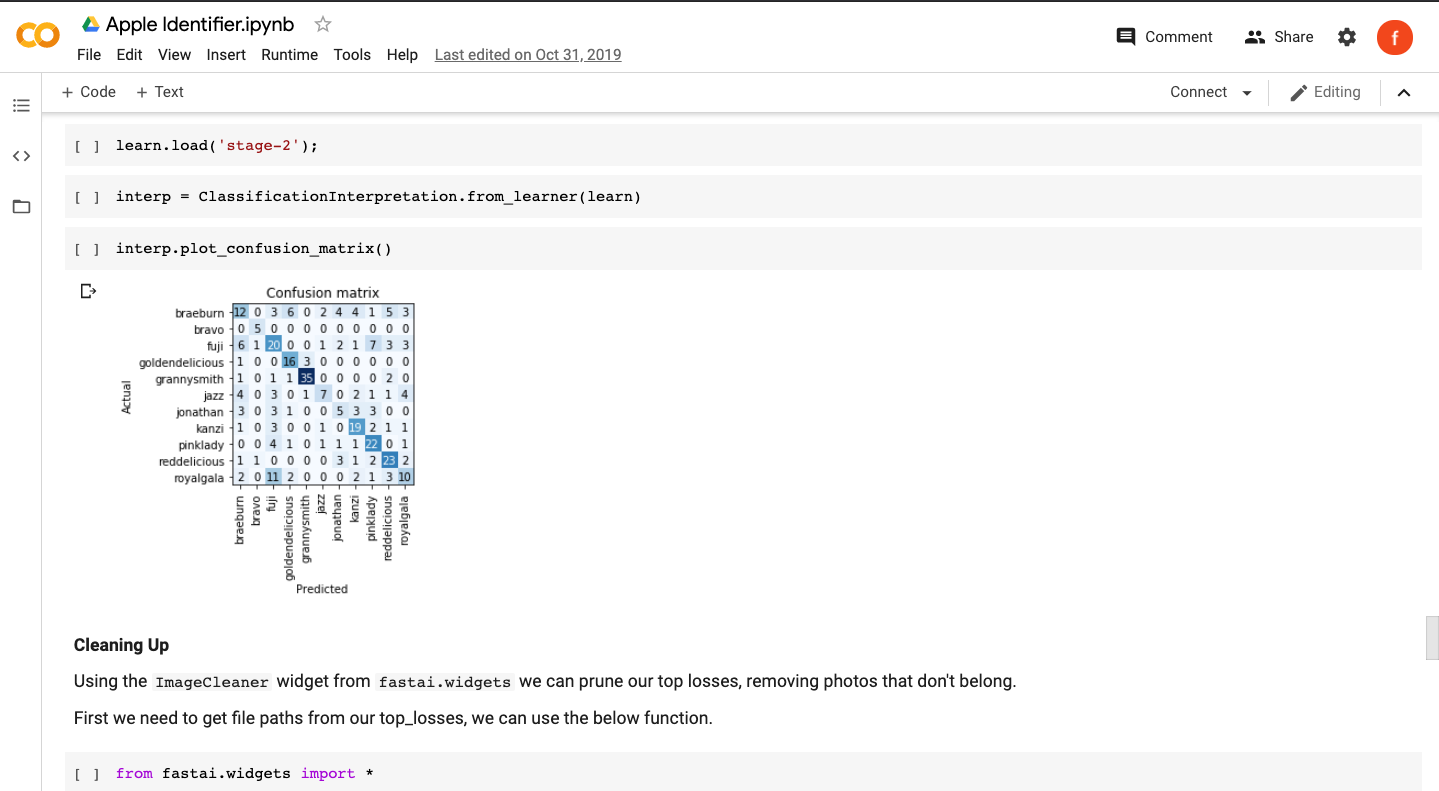 Apple Identifier.ipynb
File Edit View Insert Runtime Tools Help Last edited on Oct 31, 2019
Comment Share f
+ Code + Text Connect Editing
[ ] learn.load('stage-2');
[ ] interp = ClassificationInterpretation.from_learner(learn)
[ ] interp.plot_confusion_matrix()
Confusion matrix
braeburn 12 0 3 6 0 2 4 4 1 5 3
bravo 0 5 0 0 0 0 0 0 0 0 0
fuji 6 1 20 0 0 1 2 1 7 3 3
goldendelicious 1 0 0 16 3 0 0 0 0 0 0
grannysmith 1 0 1 1 35 0 0 0 0 2 0
jazz 4 0 3 0 1 7 0 2 1 1 4
jonathan 3 0 3 1 0 0 5 3 3 0 0
kanzi 1 0 3 0 0 1 0 19 2 1 1
pinklady 0 0 4 1 0 1 1 1 22 0 1
reddelicious 1 1 0 0 0 0 3 1 2 23 2
royalgala 2 0 11 2 0 0 0 2 1 3 10
Actual
braeburn bravo fuji goldendelicious grannysmith jazz jonathan kanzi pinklady reddelicious royalgala
Predicted
Cleaning Up
Using the ImageCleaner widget from fastai.widgets we can prune our top losses, removing photos that don't belong.
First we need to get file paths from our top_losses, we can use the below function.
[ ] from fastai.widgets import *